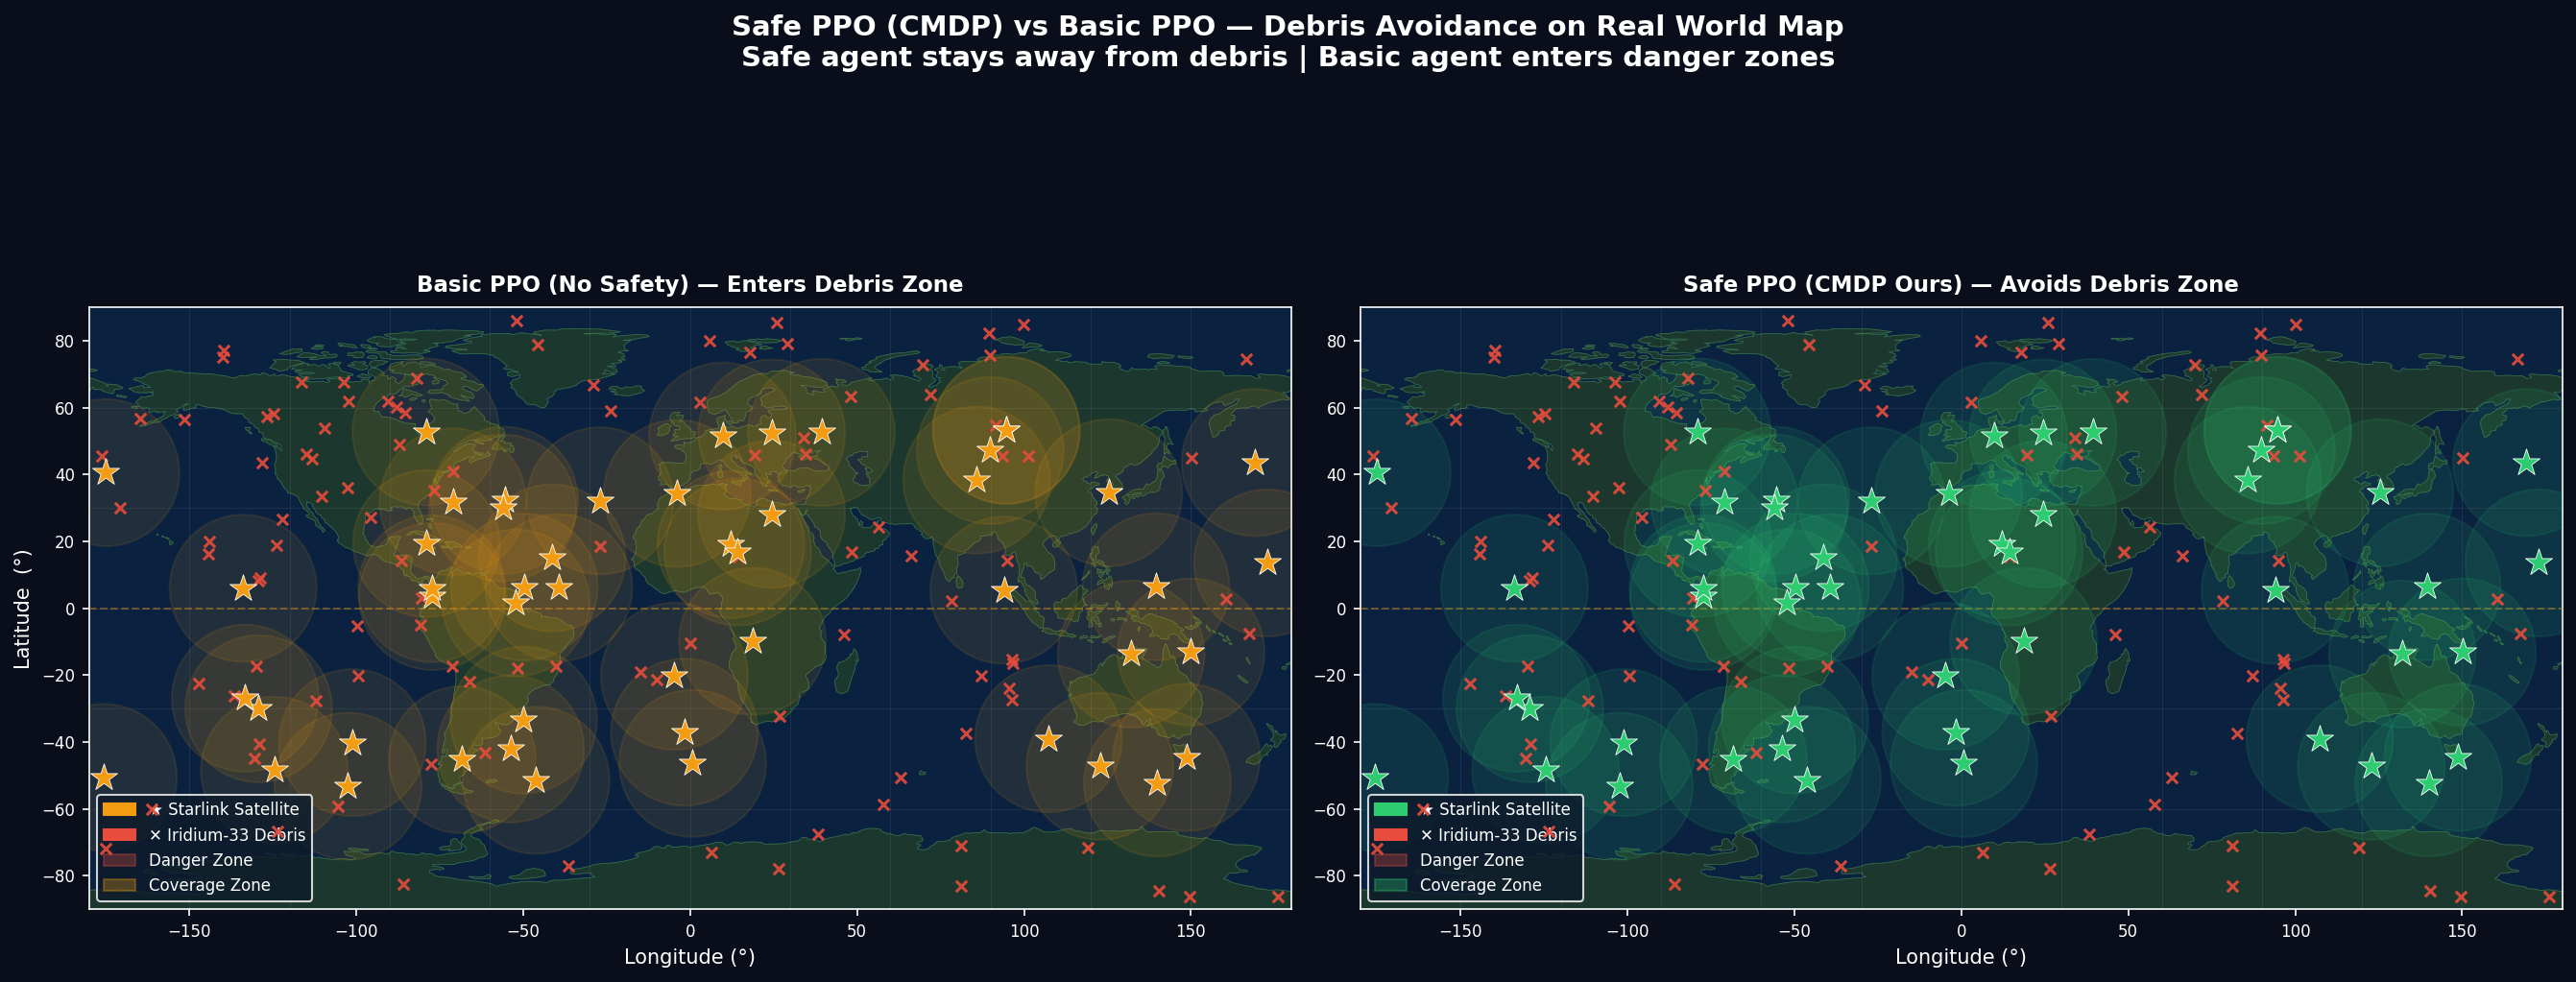 Safe PPO (CMDP) vs Basic PPO — Debris Avoidance on Real World Map
Safe agent stays away from debris | Basic agent enters danger zones
Basic PPO (No Safety) — Enters Debris Zone
Latitude (°)
80
60
40
20
0
−20
−40
−60
−80
★ Starlink Satellite
✕ Iridium-33 Debris
Danger Zone
Coverage Zone
−150 −100 −50 0 50 100 150
Longitude (°)
Safe PPO (CMDP Ours) — Avoids Debris Zone
80
60
40
20
0
−20
−40
−60
−80
★ Starlink Satellite
✕ Iridium-33 Debris
Danger Zone
Coverage Zone
−150 −100 −50 0 50 100 150
Longitude (°)